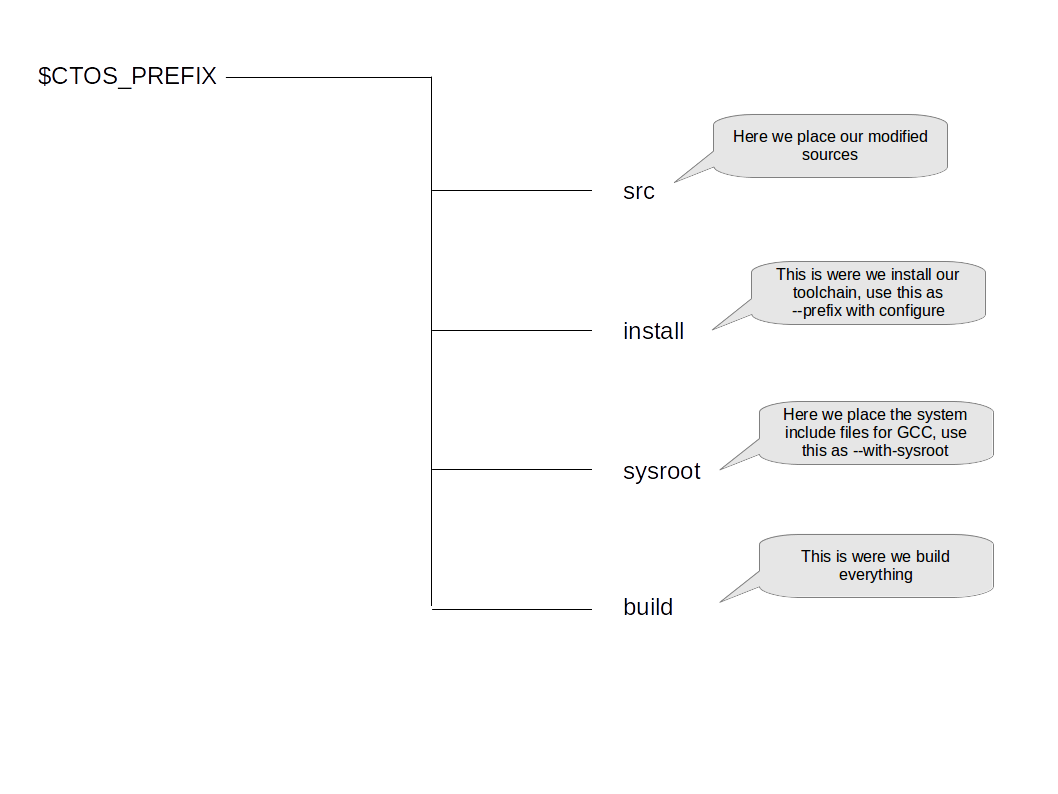 $CTOS_PREFIX
Here we place our modified
sources
src
This is were we install our
toolchain, use this as
--prefix with configure
install
Here we place the system
include files for GCC, use
this as --with-sysroot
sysroot
This is were we build
everything
build